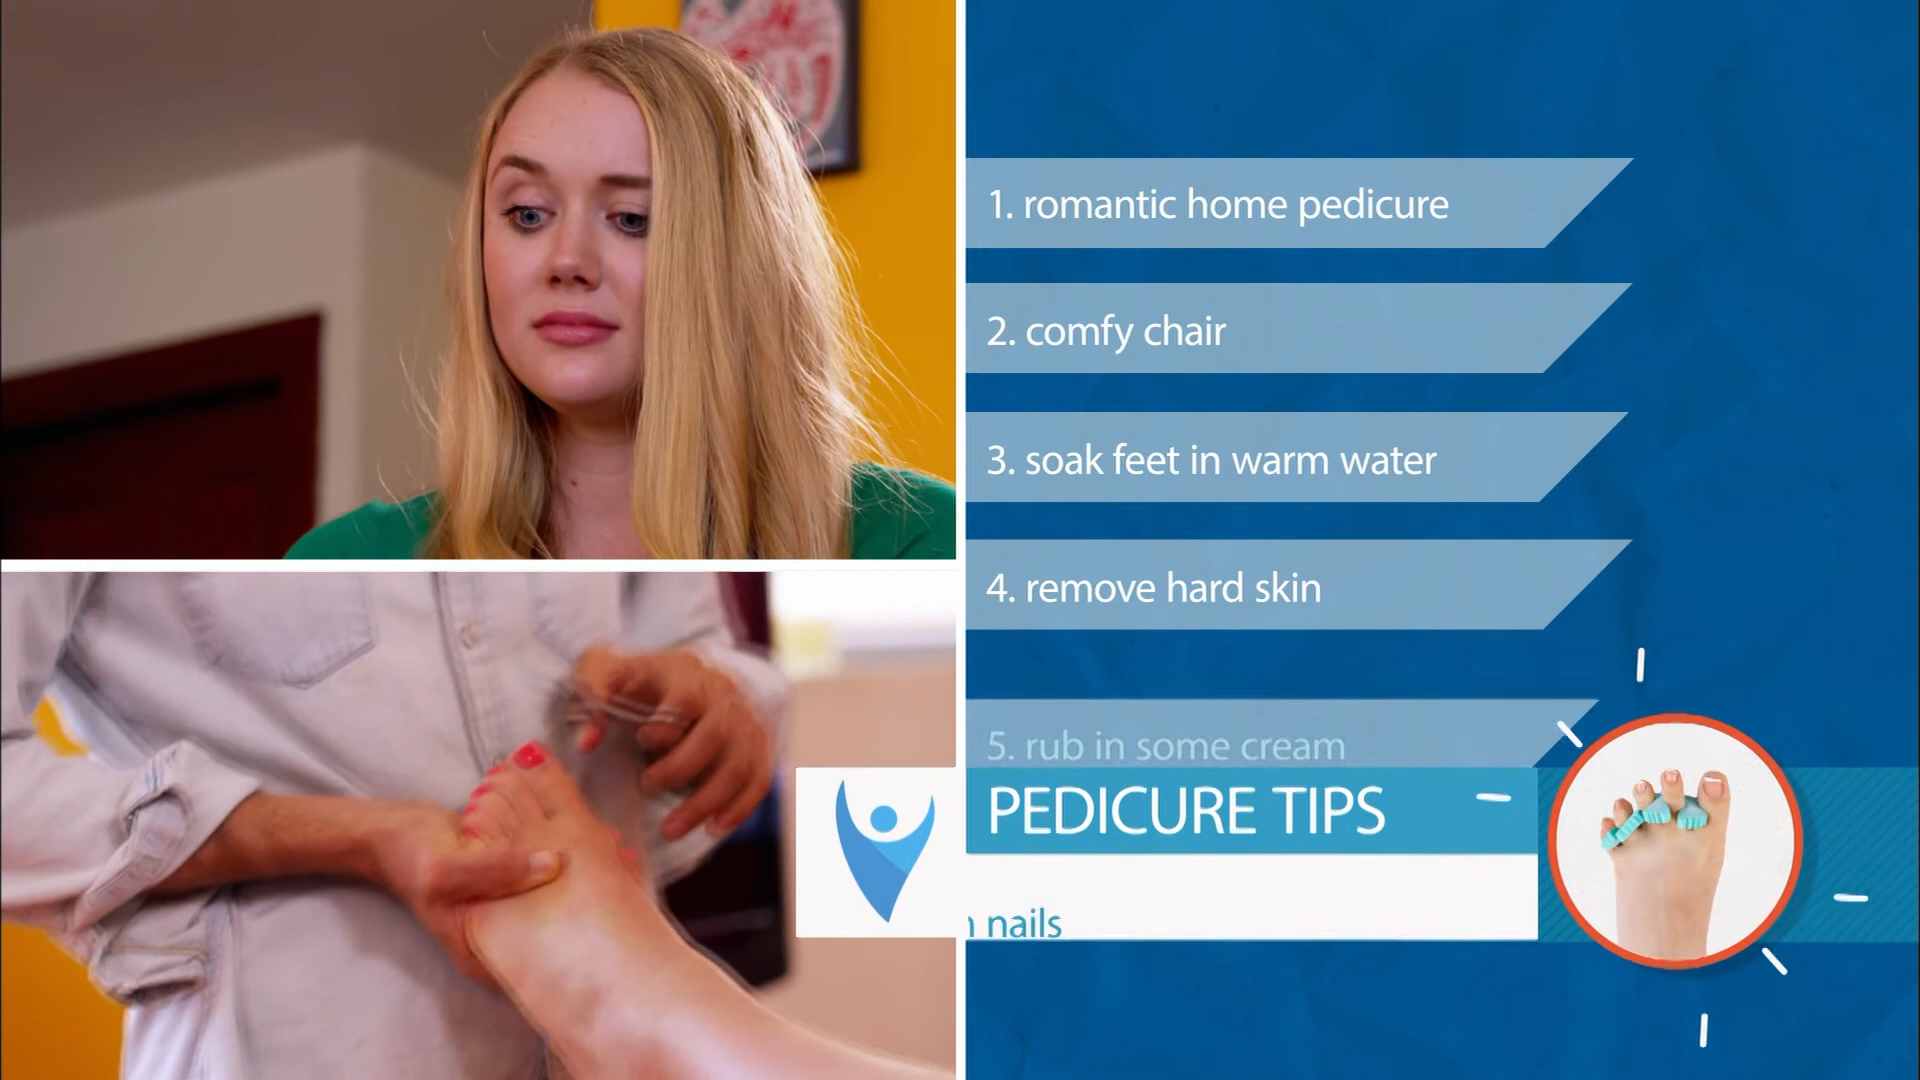 1. romantic home pedicure
2. comfy chair
3. soak feet in warm water
4. remove hard skin
5. rub in some cream
PEDICURE TIPS
nails